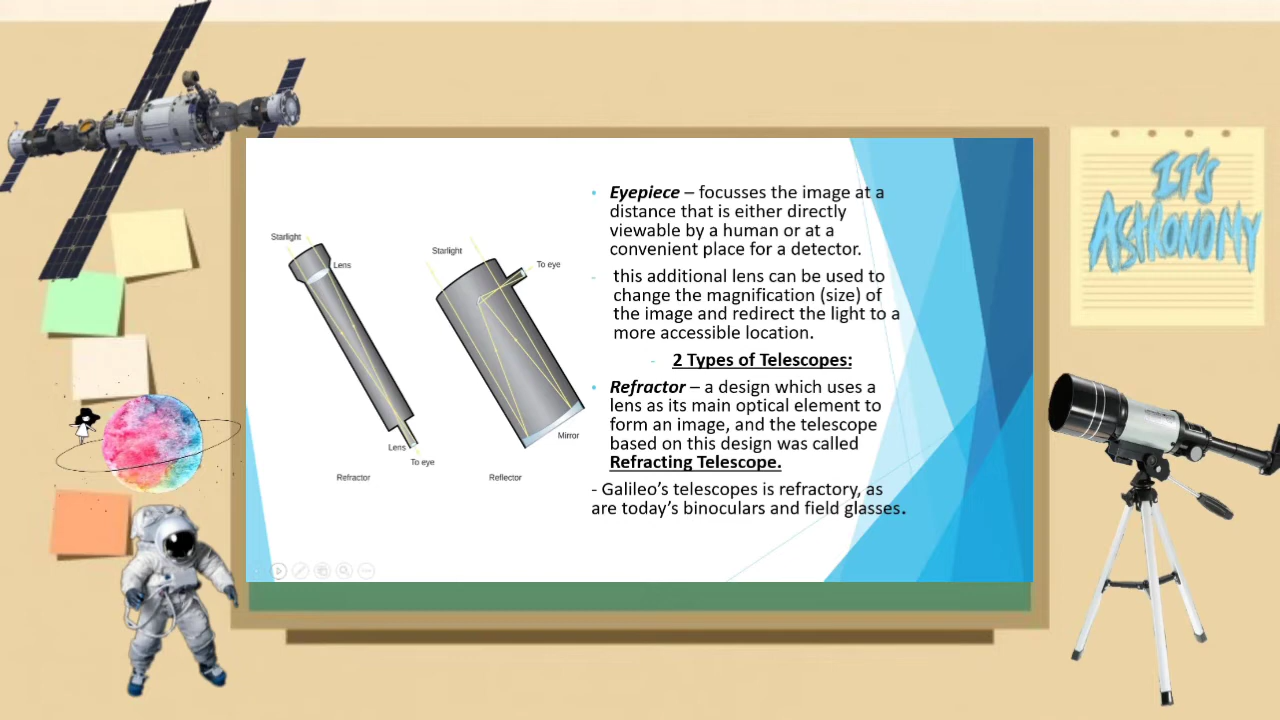 IT'S
ASTRONOMY
Starlight
Lens
Lens
To eye
Refractor
Starlight
To eye
Mirror
Reflector
• Eyepiece – focusses the image at a
distance that is either directly
viewable by a human or at a
convenient place for a detector.
- this additional lens can be used to
change the magnification (size) of
the image and redirect the light to a
more accessible location.
- 2 Types of Telescopes:
• Refractor – a design which uses a
lens as its main optical element to
form an image, and the telescope
based on this design was called
Refracting Telescope.
- Galileo’s telescopes is refractory, as
are today’s binoculars and field glasses.